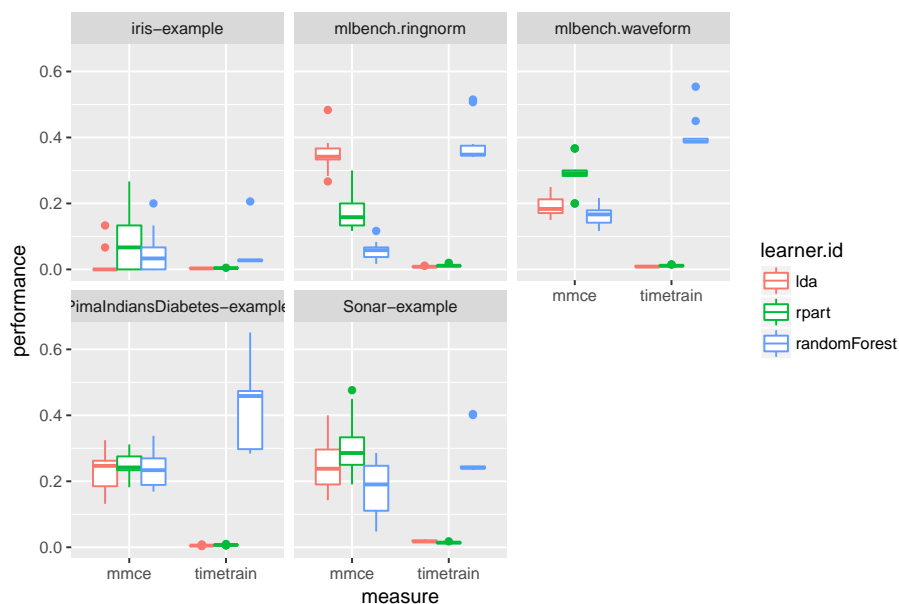 iris−example
mlbench.ringnorm
mlbench.waveform
0.6
0.4
0.2
0.0
mmce
timetrain
PimaIndiansDiabetes−example
Sonar−example
0.6
0.4
0.2
0.0
mmce
timetrain
mmce
timetrain
performance
measure
learner.id
lda
rpart
randomForest